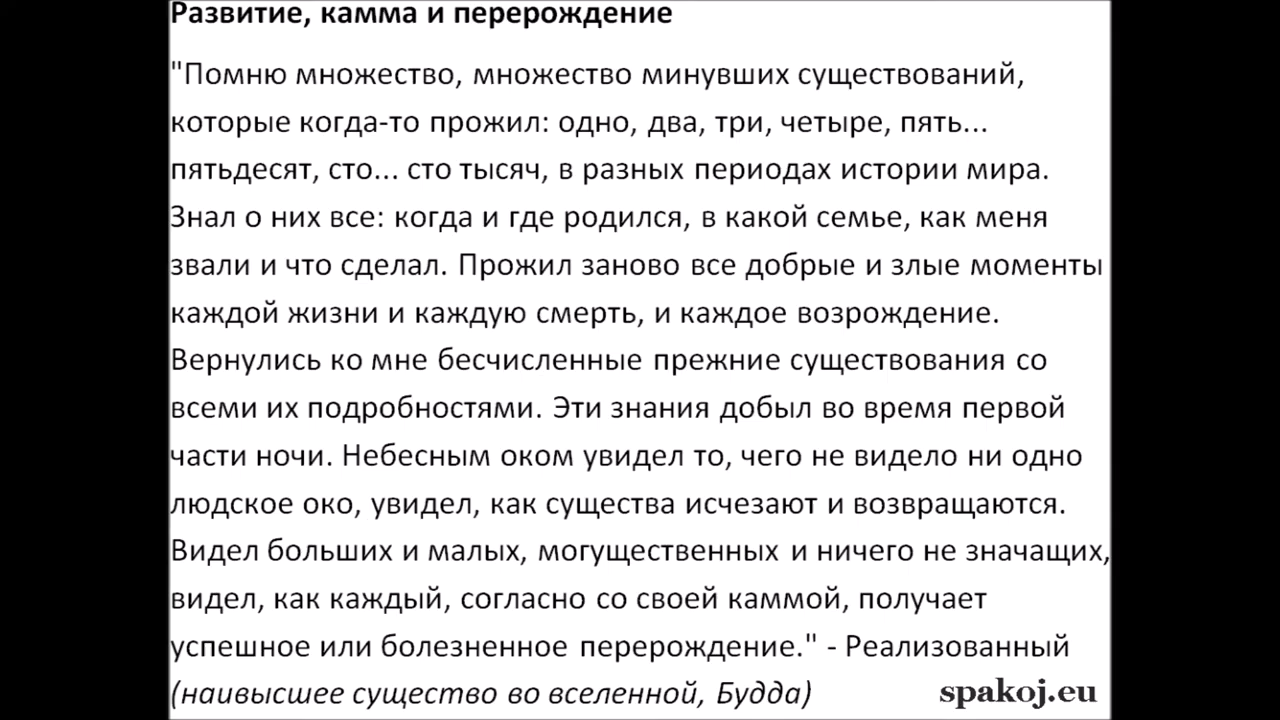 Развитие, камма и перерождение
"Помню множество, множество минувших существований,
которые когда-то прожил: одно, два, три, четыре, пять...
пятьдесят, сто... сто тысяч, в разных периодах истории мира.
Знал о них все: когда и где родился, в какой семье, как меня
звали и что сделал. Прожил заново все добрые и злые моменты
каждой жизни и каждую смерть, и каждое возрождение.
Вернулись ко мне бесчисленные прежние существования со
всеми их подробностями. Эти знания добыл во время первой
части ночи. Небесным оком увидел то, чего не видело ни одно
людское око, увидел, как существа исчезают и возвращаются.
Видел больших и малых, могущественных и ничего не значащих,
видел, как каждый, согласно со своей каммой, получает
успешное или болезненное перерождение." - Реализованный
(наивысшее существо во вселенной, Будда)
spakoj.eu